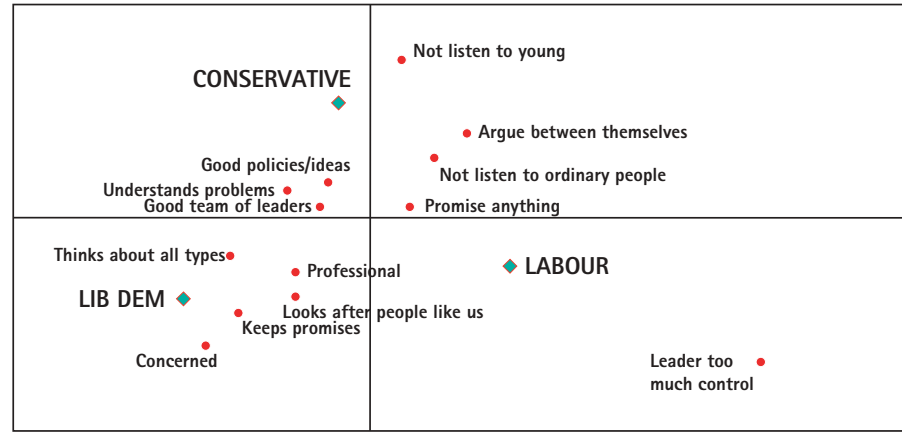 Not listen to young
CONSERVATIVE
Argue between themselves
Good policies/ideas
Not listen to ordinary people
Understands problems
Good team of leaders
Promise anything
Thinks about all types
Professional
LABOUR
LIB DEM
Looks after people like us
Keeps promises
Concerned
Leader too
much control